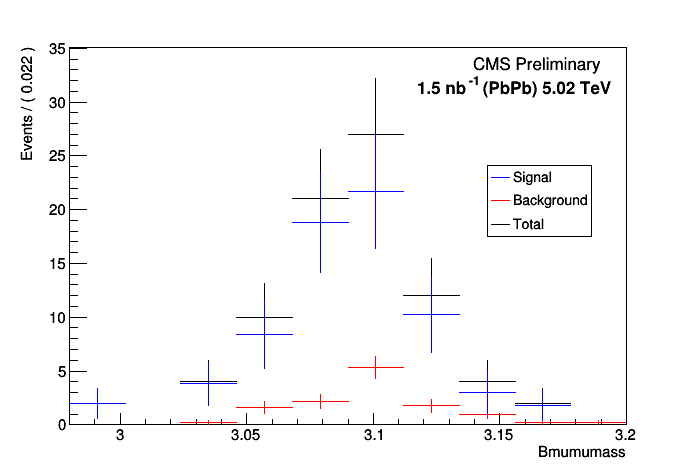 CMS Preliminary
1.5 nb-1 (PbPb) 5.02 TeV
Events / ( 0.022 )
35
30
25
20
15
10
5
0
Signal
Background
Total
3 3.05 3.1 3.15 3.2
Bmumumass